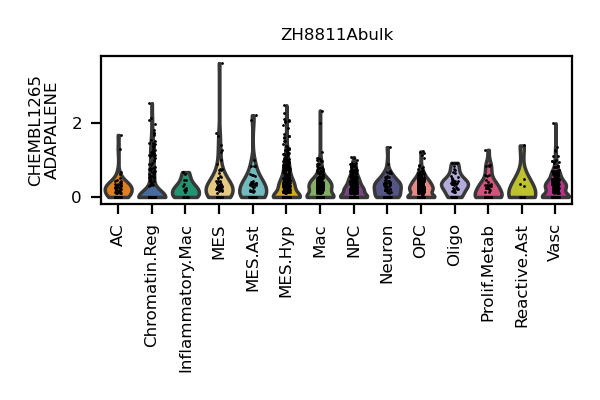 ZH8811Abulk
CHEMBL1265
ADAPALENE
2
0
AC
Chromatin.Reg
Inflammatory.Mac
MES
MES.Ast
MES.Hyp
Mac
NPC
Neuron
OPC
Oligo
Prolif.Metab
Reactive.Ast
Vasc